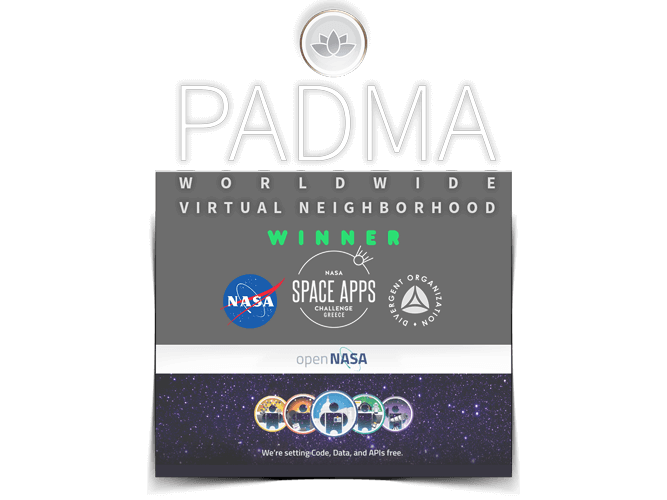 PADMA
WORLDWIDE
VIRTUAL NEIGHBORHOOD
WINNER
NASA
NASA
SPACE APPS
CHALLENGE
GREECE
DIVERGENT ORGANIZATION •
openNASA
We're setting Code, Data, and APIs free.